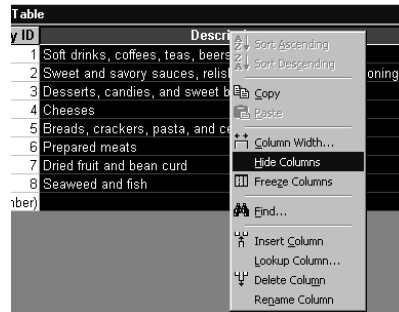 Table
y ID Descri
1 Soft drinks, coffees, teas, beers
2 Sweet and savory sauces, relis oning
3 Desserts, candies, and sweet b
4 Cheeses
5 Breads, crackers, pasta, and ce
6 Prepared meats
7 Dried fruit and bean curd
8 Seaweed and fish
nber)
Sort Ascending
Sort Descending
Copy
Paste
Column Width...
Hide Columns
Freeze Columns
Find...
Insert Column
Lookup Column...
Delete Column
Rename Column